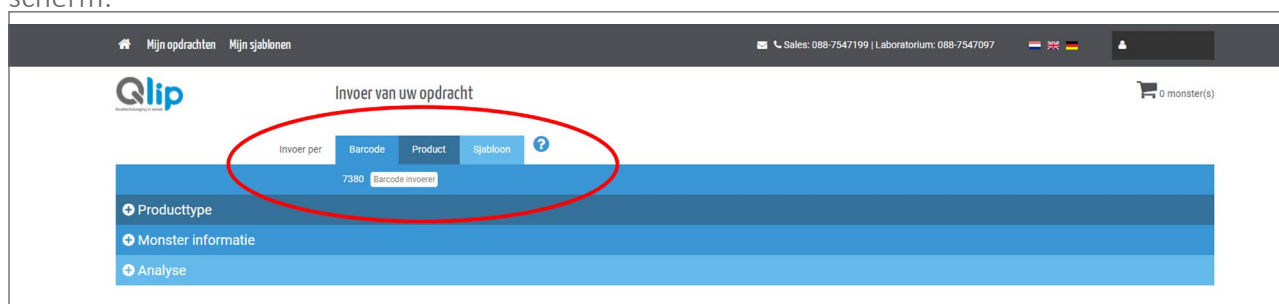 scherm:
Mijn opdrachten Mijn sjablonen Sales: 088-7547199 | Laboratorium: 088-7547097
Qlip Invoer van uw opdracht 0 monster(s)
Invoer per Barcode Product Sjabloon ?
7380 Barcode invoerer
Producttype
Monster informatie
Analyse